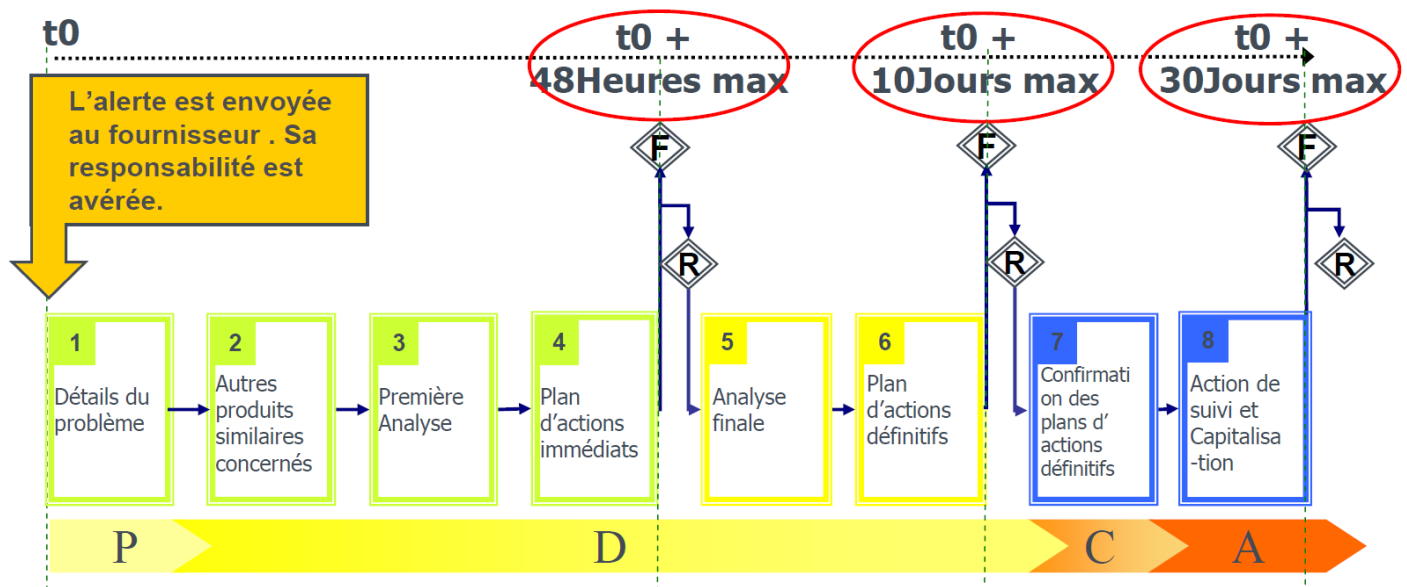 t0
t0 +
48Heures max
t0 +
10Jours max
t0 +
30Jours max
L'alerte est envoyée
au fournisseur . Sa
responsabilité est
avérée.
F
F
F
R
R
R
1
Détails du
problème
2
Autres
produits
similaires
concernés
3
Première
Analyse
4
Plan
d'actions
immédiats
5
Analyse
finale
6
Plan
d'actions
définitifs
7
Confirmati
on des
plans d'
actions
définitifs
8
Action de
suivi et
Capitalisa
-tion
P
D
C
A